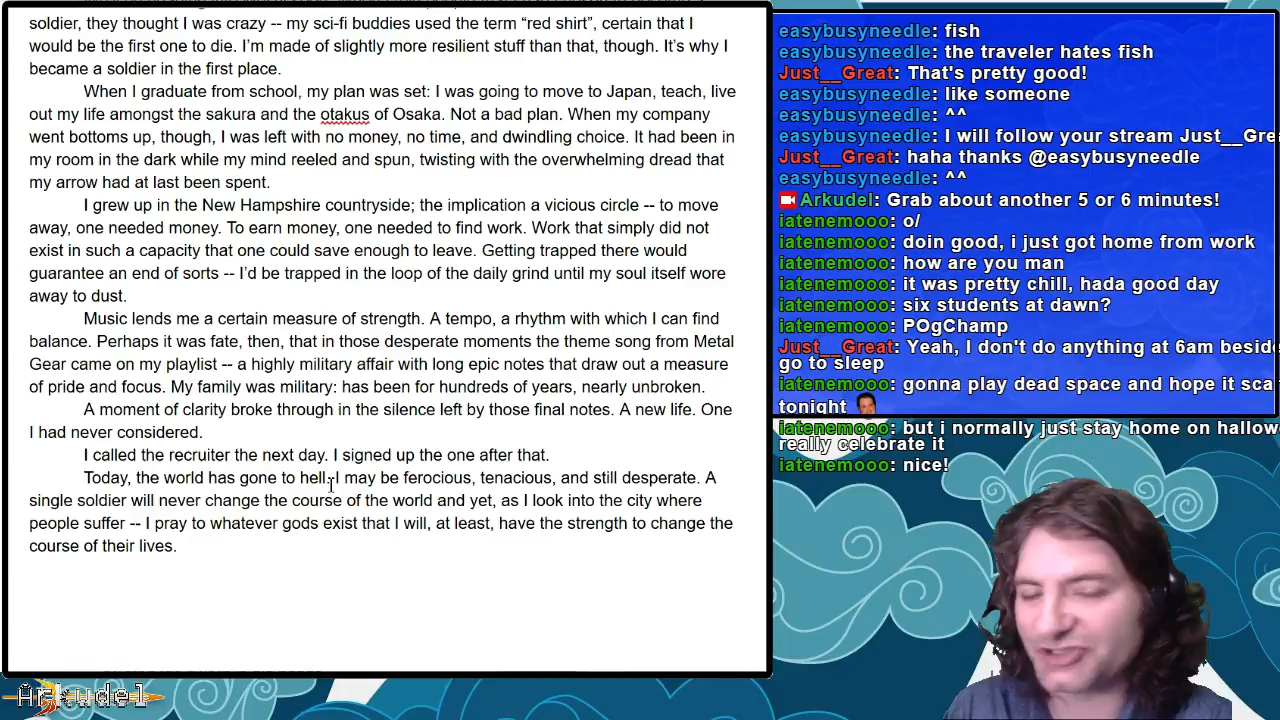 soldier, they thought I was crazy -- my sci-fi buddies used the term “red shirt”, certain that I
would be the first one to die. I’m made of slightly more resilient stuff than that, though. It’s why I
became a soldier in the first place.
When I graduate from school, my plan was set: I was going to move to Japan, teach, live
out my life amongst the sakura and the otakus of Osaka. Not a bad plan. When my company
went bottoms up, though, I was left with no money, no time, and dwindling choice. It had been in
my room in the dark while my mind reeled and spun, twisting with the overwhelming dread that
my arrow had at last been spent.
I grew up in the New Hampshire countryside; the implication a vicious circle -- to move
away, one needed money. To earn money, one needed to find work. Work that simply did not
exist in such a capacity that one could save enough to leave. Getting trapped there would
guarantee an end of sorts -- I’d be trapped in the loop of the daily grind until my soul itself wore
away to dust.
Music lends me a certain measure of strength. A tempo, a rhythm with which I can find
balance. Perhaps it was fate, then, that in those desperate moments the theme song from Metal
Gear came on my playlist -- a highly military affair with long epic notes that draw out a measure
of pride and focus. My family was military: has been for hundreds of years, nearly unbroken.
A moment of clarity broke through in the silence left by those final notes. A new life. One
I had never considered.
I called the recruiter the next day. I signed up the one after that.
Today, the world has gone to hell. I may be ferocious, tenacious, and still desperate. A
single soldier will never change the course of the world and yet, as I look into the city where
people suffer -- I pray to whatever gods exist that I will, at least, have the strength to change the
course of their lives.
easybusyneedle: fish
easybusyneedle: the traveler hates fish
Just__Great: That's pretty good!
easybusyneedle: like someone
easybusyneedle: ^^
easybusyneedle: I will follow your stream Just__Gre
Just__Great: haha thanks @easybusyneedle
easybusyneedle: ^^
Arkudel: Grab about another 5 or 6 minutes!
iatenemooo: o/
iatenemooo: doin good, i just got home from work
iatenemooo: how are you man
iatenemooo: it was pretty chill, hada good day
iatenemooo: six students at dawn?
iatenemooo: POgChamp
Just__Great: Yeah, I don't do anything at 6am beside
go to sleep
iatenemooo: gonna play dead space and hope it sca
tonight
iatenemooo: but i normally just stay home on hallow
really celebrate it
iatenemooo: nice!
Arkudel